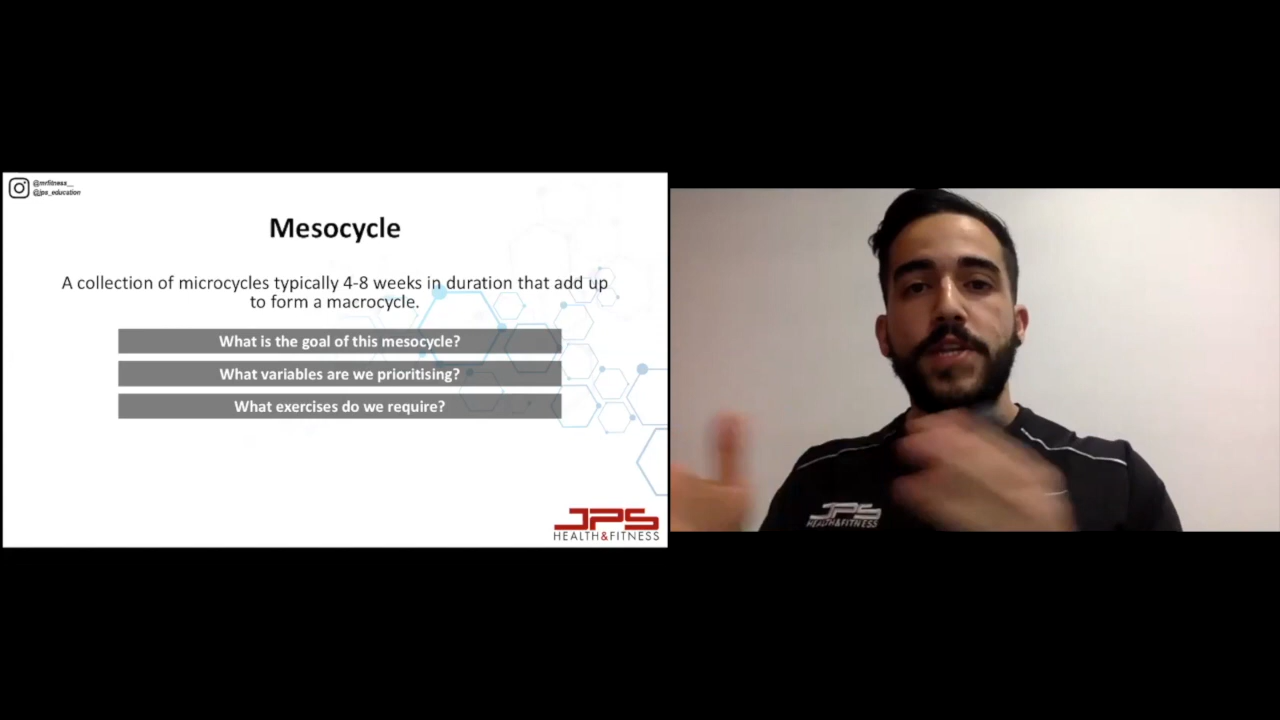 @mrfitness__
@jps_education
Mesocycle
A collection of microcycles typically 4-8 weeks in duration that add up
to form a macrocycle.
What is the goal of this mesocycle?
What variables are we prioritising?
What exercises do we require?
JPS
HEALTH&FITNESS
JPS
HEALTH&FITNESS